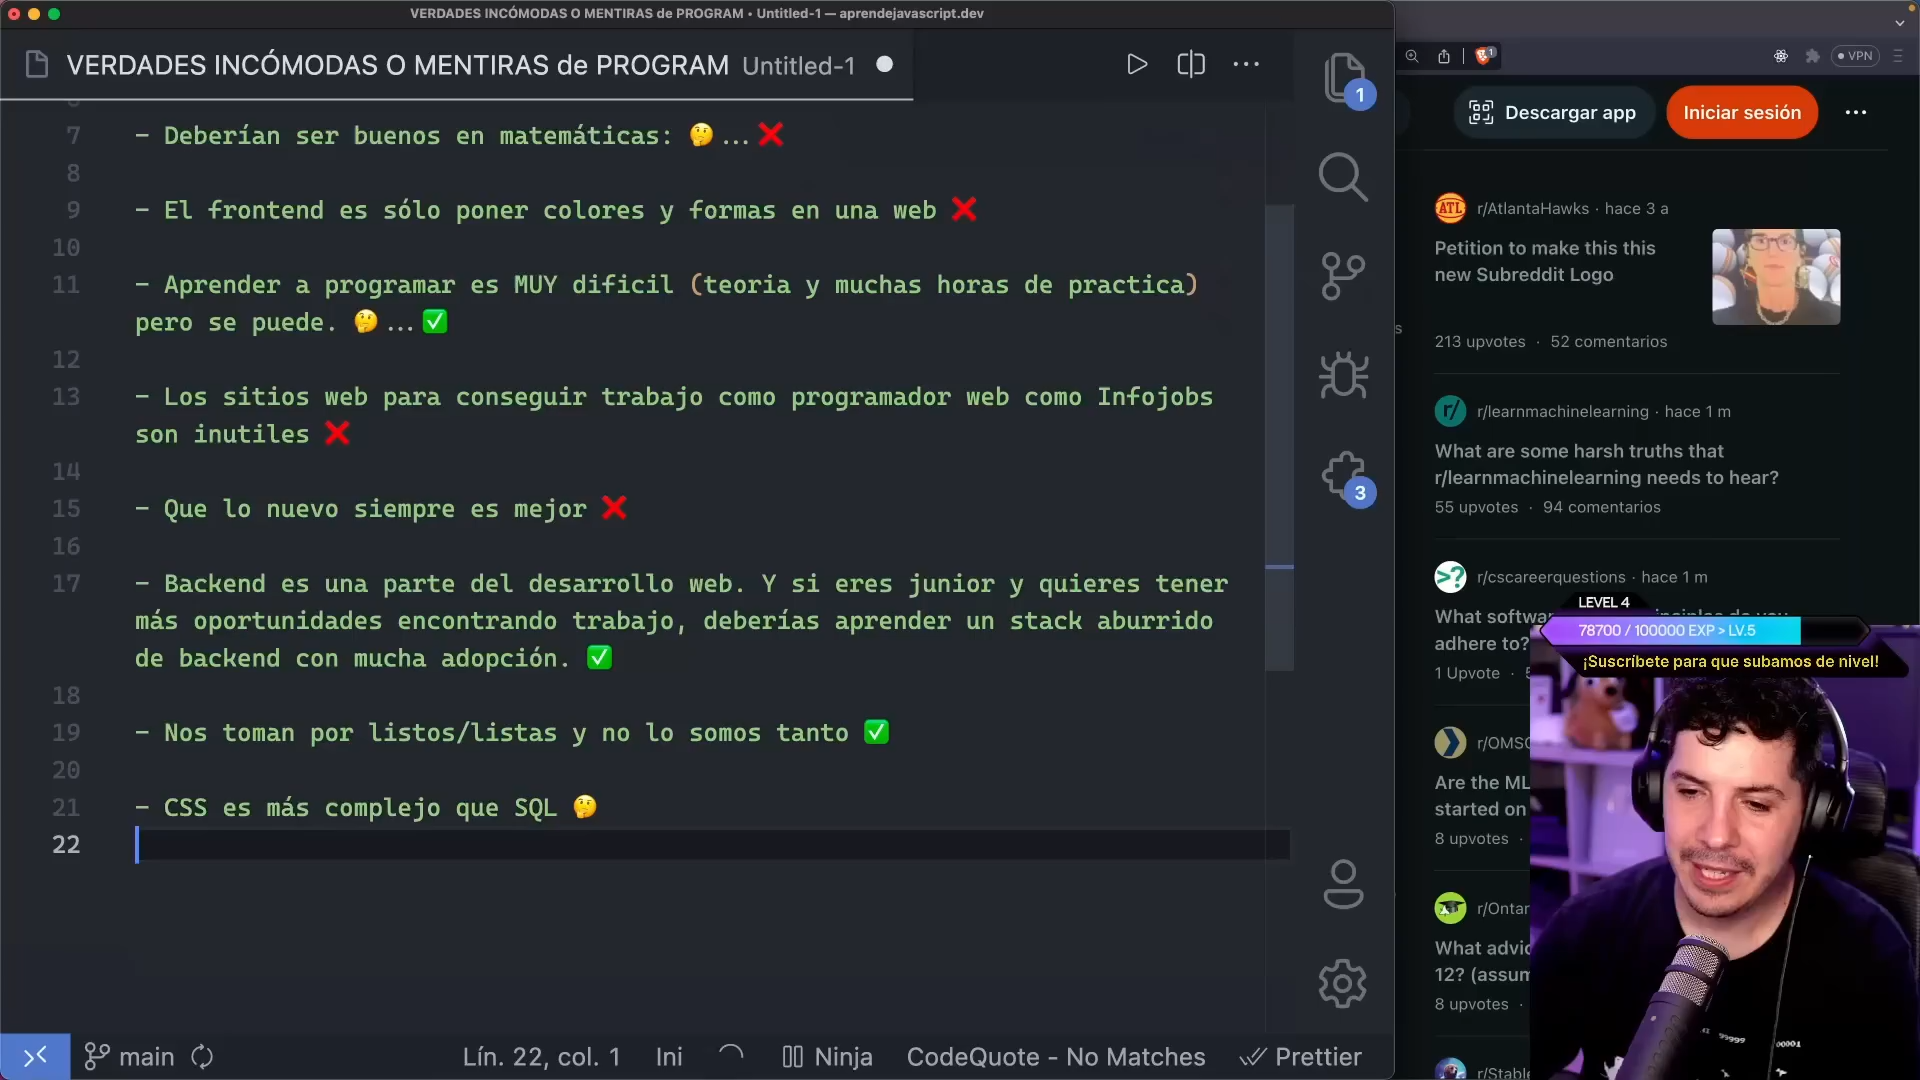 VERDADES INCÓMODAS O MENTIRAS de PROGRAM • Untitled-1 — aprendejavascript.dev
VERDADES INCÓMODAS O MENTIRAS de PROGRAM Untitled-1
7 - Deberían ser buenos en matemáticas: 🤔...❌
8
9 - El frontend es sólo poner colores y formas en una web ❌
10
11 - Aprender a programar es MUY dificil (teoria y muchas horas de practica)
pero se puede. 🤔...✅
12
13 - Los sitios web para conseguir trabajo como programador web como Infojobs
son inutiles ❌
14
15 - Que lo nuevo siempre es mejor ❌
16
17 - Backend es una parte del desarrollo web. Y si eres junior y quieres tener
más oportunidades encontrando trabajo, deberías aprender un stack aburrido
de backend con mucha adopción. ✅
18
19 - Nos toman por listos/listas y no lo somos tanto ✅
20
21 - CSS es más complejo que SQL 🤔
22
1
3
main
Lín. 22, col. 1
Ini
Ninja
CodeQuote - No Matches
Prettier
1
VPN
Descargar app
Iniciar sesión
ATL
r/AtlantaHawks · hace 3 a
Petition to make this this
new Subreddit Logo
213 upvotes · 52 comentarios
s
r/
r/learnmachinelearning · hace 1 m
What are some harsh truths that
r/learnmachinelearning needs to hear?
55 upvotes · 94 comentarios
r/cscareerquestions · hace 1 m
What softwa
adhere to?
1 Upvote ·
LEVEL 4
78700 / 100000 EXP > LV.5
¡Suscríbete para que subamos de nivel!
r/OMSC
Are the ML
started on
8 upvotes ·
r/Ontar
What advic
12? (assum
8 upvotes ·
r/Stable
99999
00001